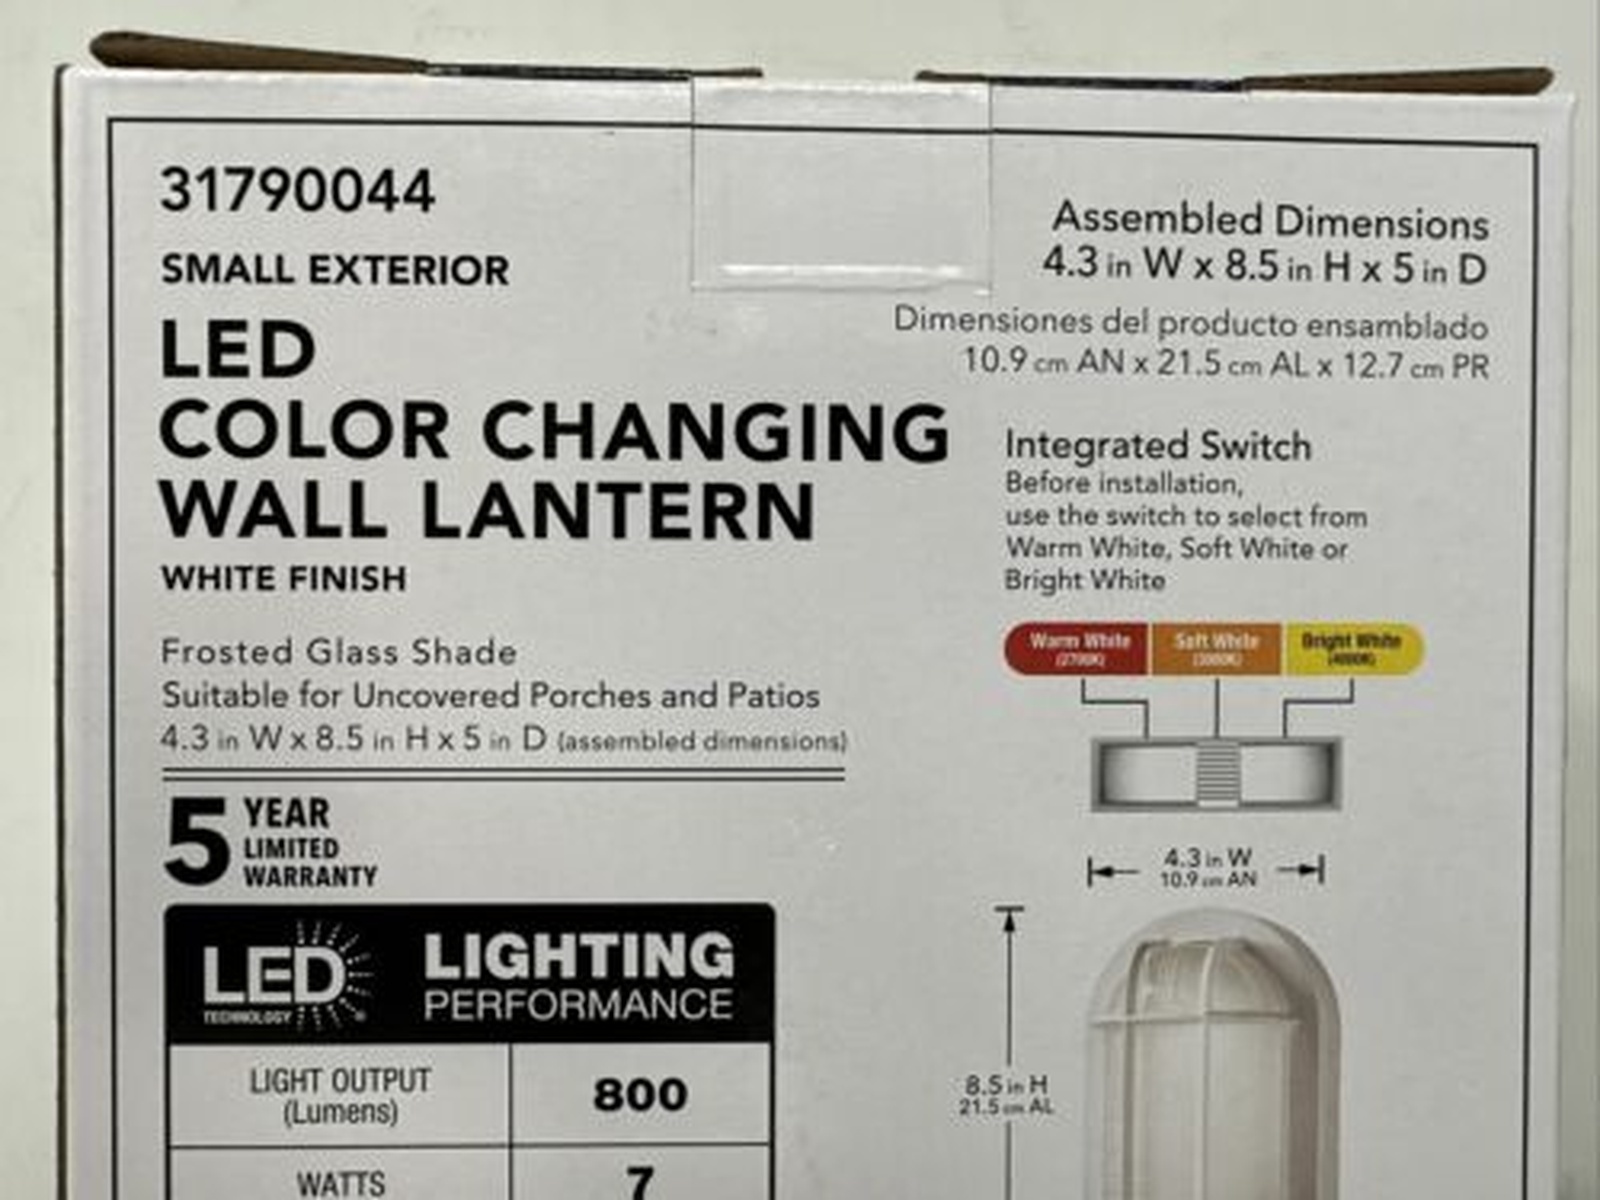 31790044
SMALL EXTERIOR
LED
COLOR CHANGING
WALL LANTERN
WHITE FINISH
Frosted Glass Shade
Suitable for Uncovered Porches and Patios
4.3 in W x 8.5 in H x 5 in D (assembled dimensions)
5 YEAR
LIMITED
WARRANTY
LED
TECHNOLOGY
LIGHTING
PERFORMANCE
LIGHT OUTPUT
(Lumens)
800
WATTS
7
Assembled Dimensions
4.3 in W x 8.5 in H x 5 in D
Dimensiones del producto ensamblado
10.9 cm AN x 21.5 cm AL x 12.7 cm PR
Integrated Switch
Before installation,
use the switch to select from
Warm White, Soft White or
Bright White
Warm White
(2700K)
Soft White
(3000K)
Bright White
(4000K)
4.3 in W
10.9 cm AN
8.5 in H
21.5 cm AL